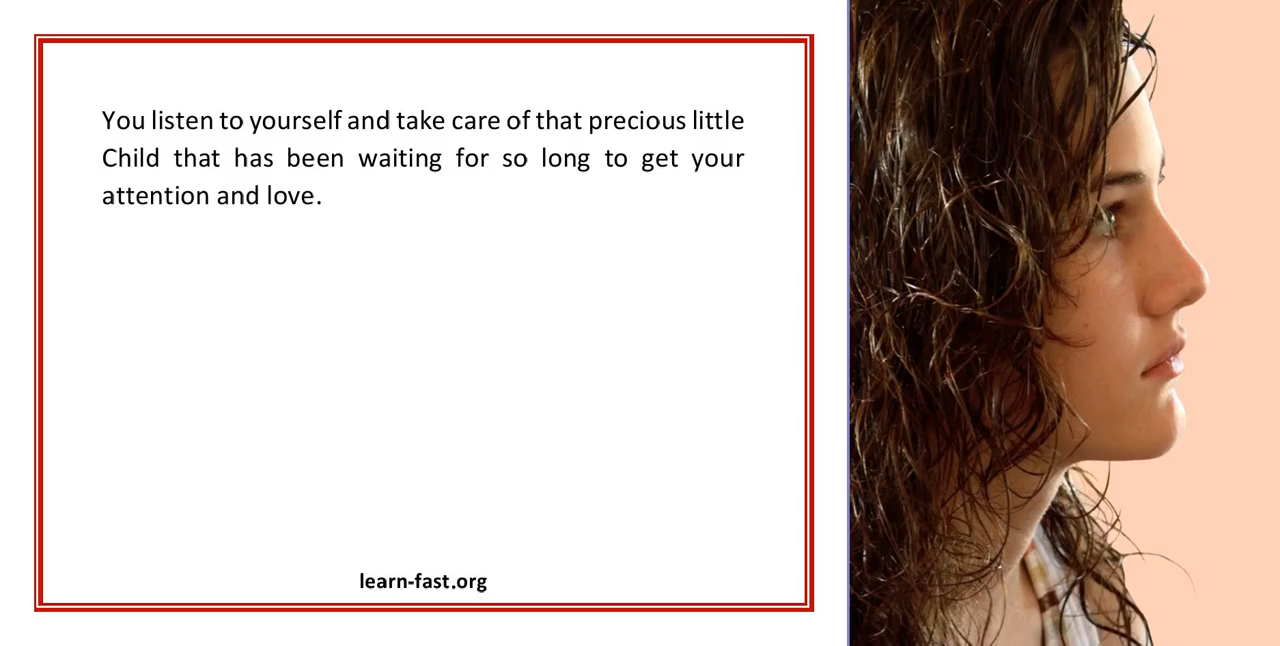 You listen to yourself and take care of that precious little
Child that has been waiting for so long to get your
attention and love.
learn-fast.org